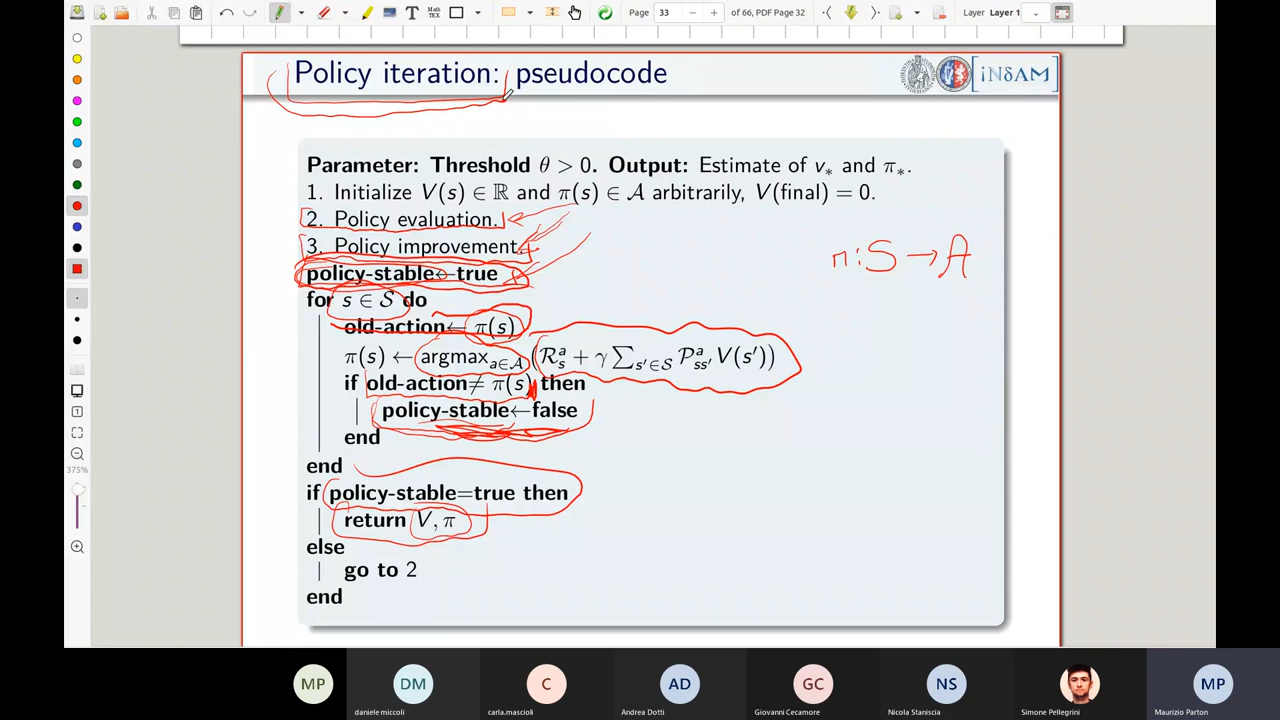 Page 33 of 66, PDF Page 32 Layer Layer 1
Policy iteration: pseudocode
[iNδAM]
Parameter: Threshold θ > 0. Output: Estimate of v∗ and π∗.
1. Initialize V(s) ∈ ℝ and π(s) ∈ 𝒜 arbitrarily, V(final) = 0.
2. Policy evaluation.
3. Policy improvement.
π: S → A
policy-stable←true
for s ∈ 𝒮 do
old-action← π(s)
π(s) ← argmax_{a∈𝒜} (ℛ^a_s + γ ∑_{s'∈𝒮} 𝒫^a_{ss'} V(s'))
if old-action≠ π(s) then
policy-stable←false
end
end
if policy-stable=true then
return V, π
else
go to 2
end
375%
MP DM C AD GC NS MP
daniele miccoli carla.mascioli Andrea Dotti Giovanni Cecamore Nicola Staniscia Simone Pellegrini Maurizio Parton